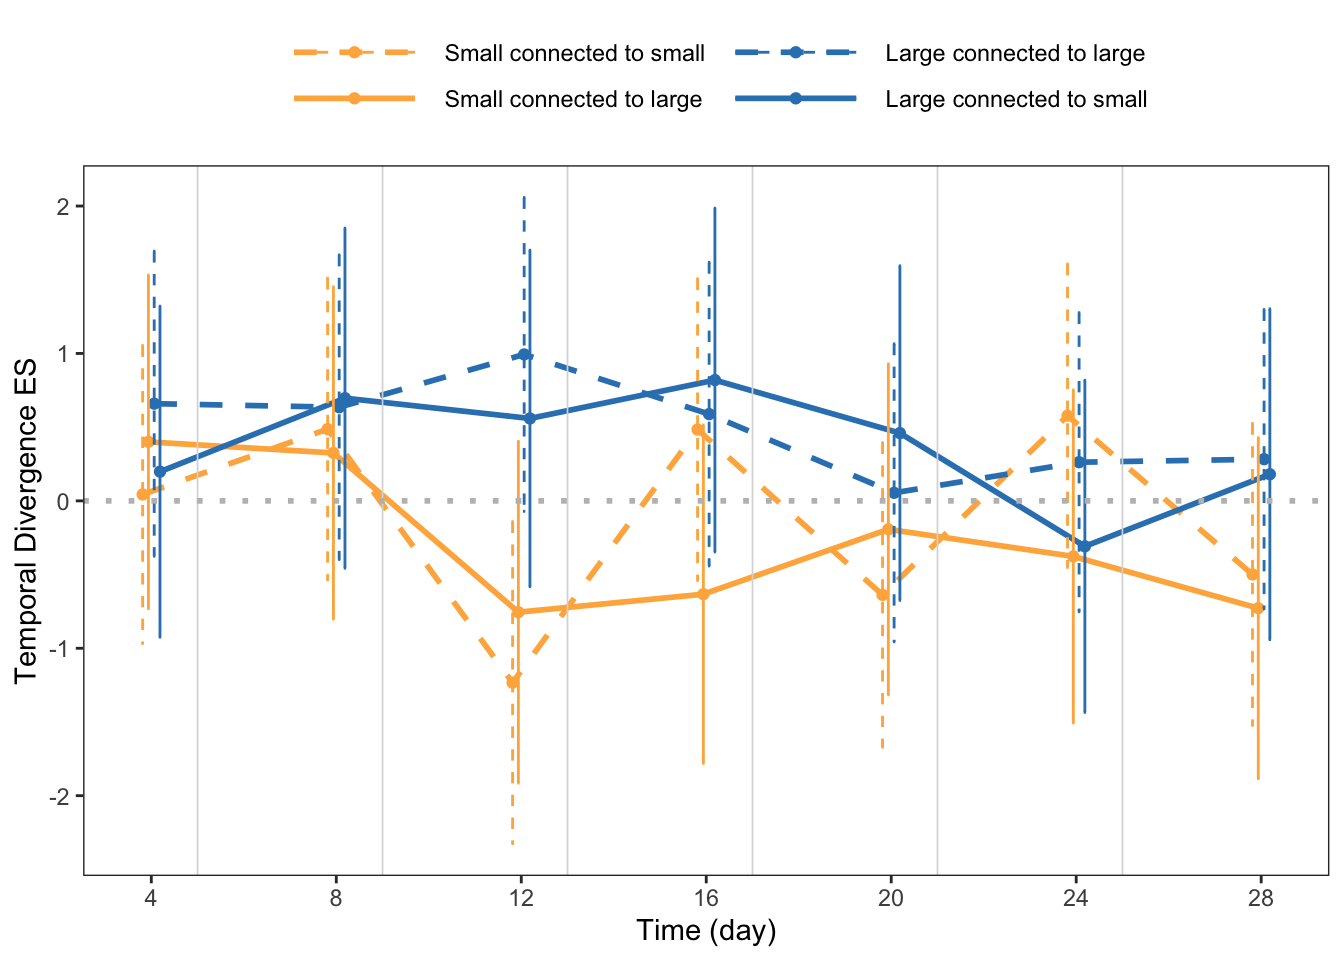 Small connected to small
Large connected to large
Small connected to large
Large connected to small
Temporal Divergence ES
2
1
0
-1
-2
4 8 12 16 20 24 28
Time (day)